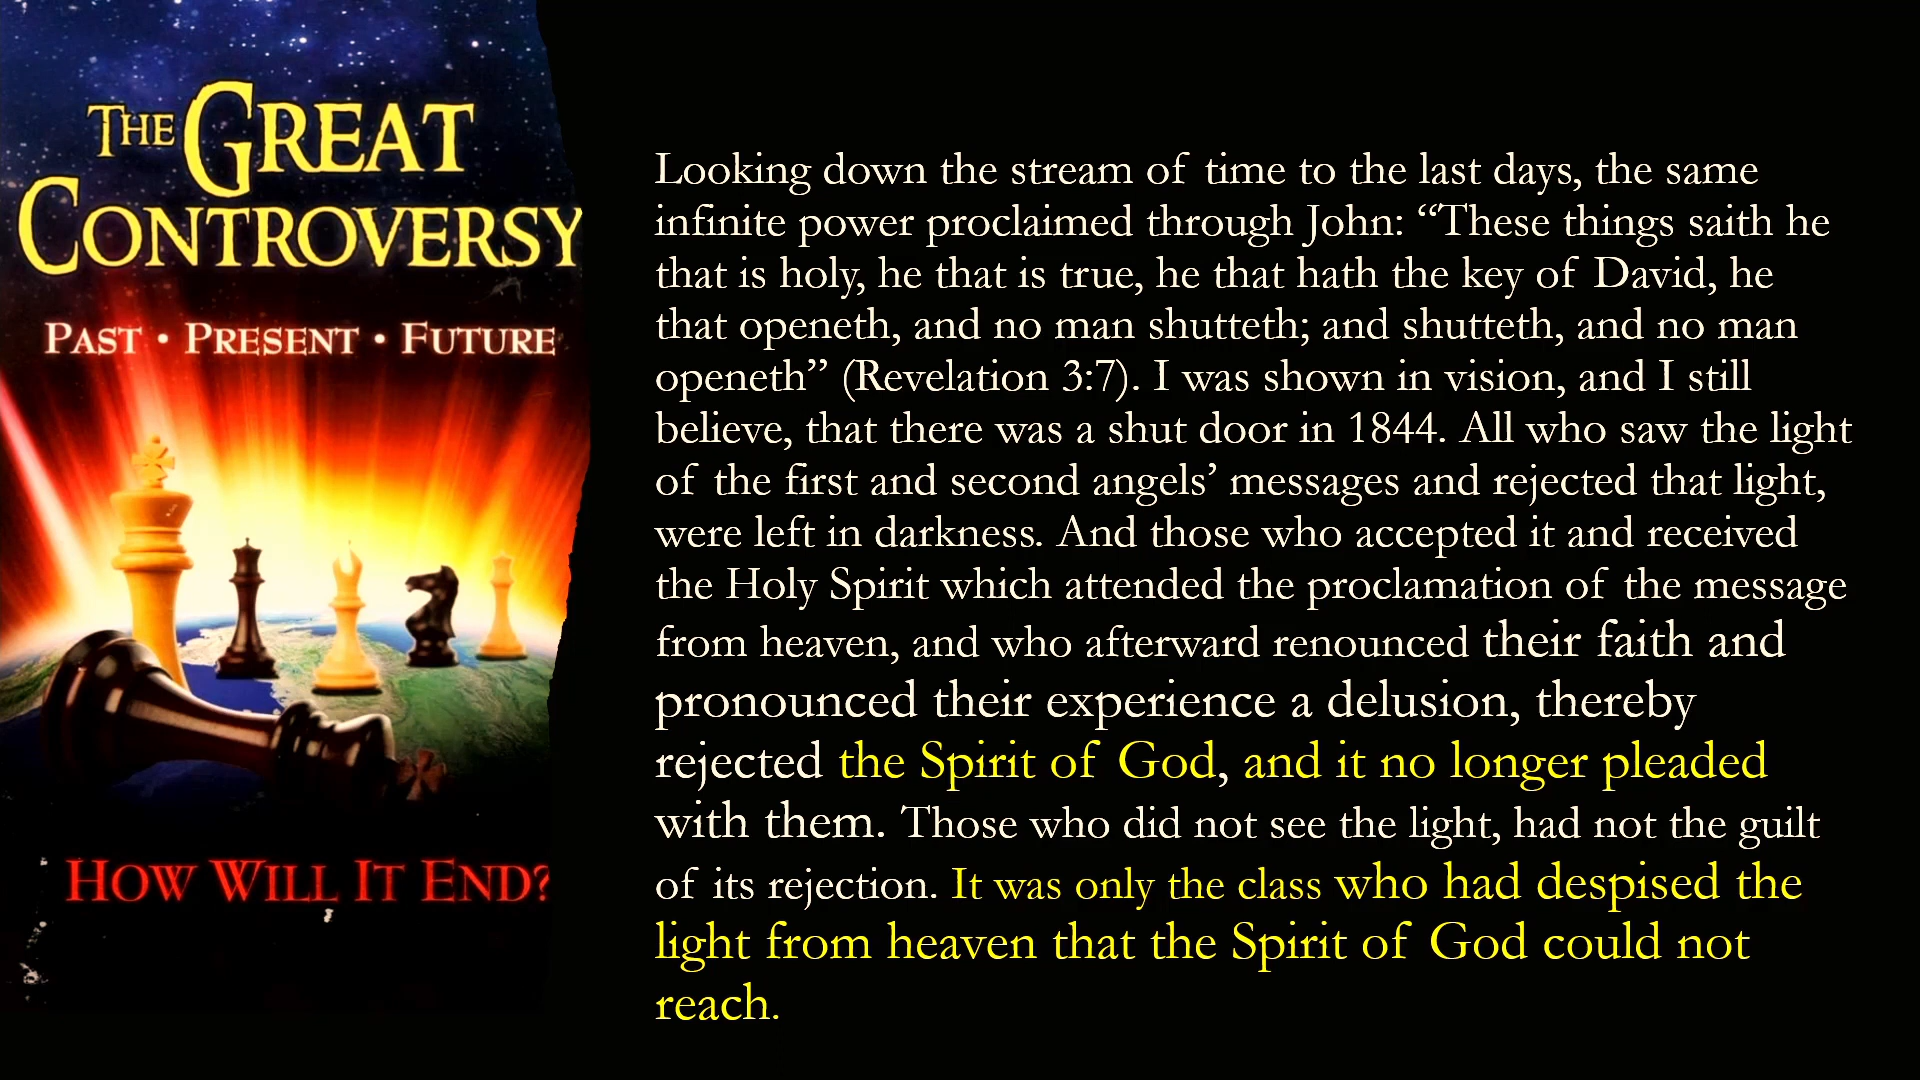 THE GREAT
CONTROVERSY
PAST • PRESENT • FUTURE
HOW WILL IT END?
Looking down the stream of time to the last days, the same
infinite power proclaimed through John: “These things saith he
that is holy, he that is true, he that hath the key of David, he
that openeth, and no man shutteth; and shutteth, and no man
openeth” (Revelation 3:7). I was shown in vision, and I still
believe, that there was a shut door in 1844. All who saw the light
of the first and second angels’ messages and rejected that light,
were left in darkness. And those who accepted it and received
the Holy Spirit which attended the proclamation of the message
from heaven, and who afterward renounced their faith and
pronounced their experience a delusion, thereby
rejected the Spirit of God, and it no longer pleaded
with them. Those who did not see the light, had not the guilt
of its rejection. It was only the class who had despised the
light from heaven that the Spirit of God could not
reach.